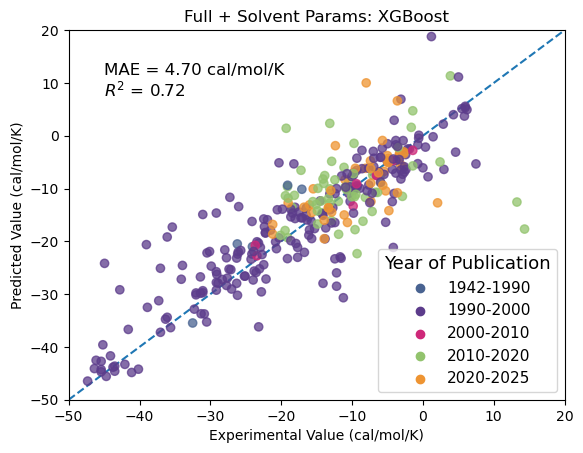 Full + Solvent Params: XGBoost
MAE = 4.70 cal/mol/K
R² = 0.72
Predicted Value (cal/mol/K)
20
10
0
−10
−20
−30
−40
−50
Year of Publication
1942-1990
1990-2000
2000-2010
2010-2020
2020-2025
−50 −40 −30 −20 −10 0 10 20
Experimental Value (cal/mol/K)